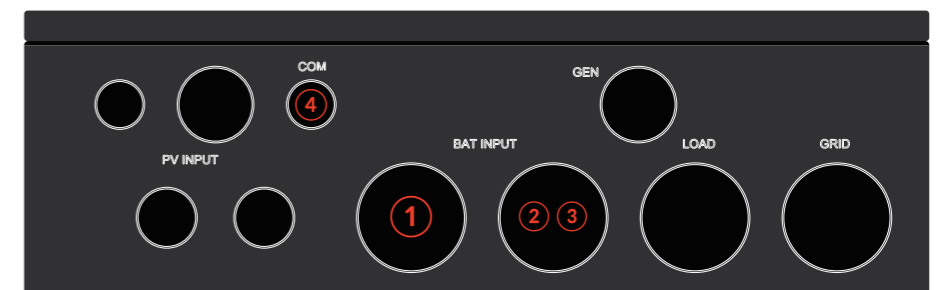 COM
④
GEN
PV INPUT
BAT INPUT
LOAD
GRID
①
② ③